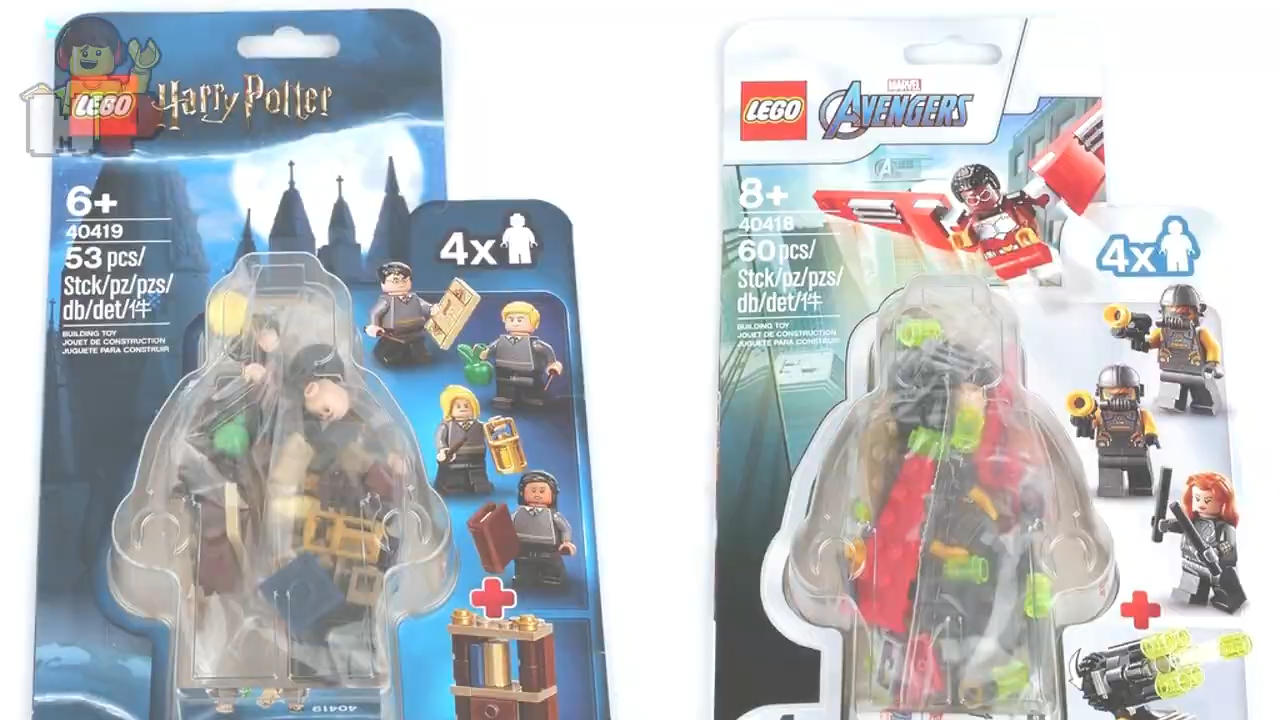 LEGO Harry Potter
6+
40419
53 pcs/
Stck/pz/pzs/
db/det/件
BUILDING TOY
JOUET DE CONSTRUCTION
JUGUETE PARA CONSTRUIR
4x
40419
LEGO MARVEL AVENGERS
8+
40418
60 pcs/
Stck/pz/pzs/
db/det/件
BUILDING TOY
JOUET DE CONSTRUCTION
JUGUETE PARA CONSTRUIR
A
4x